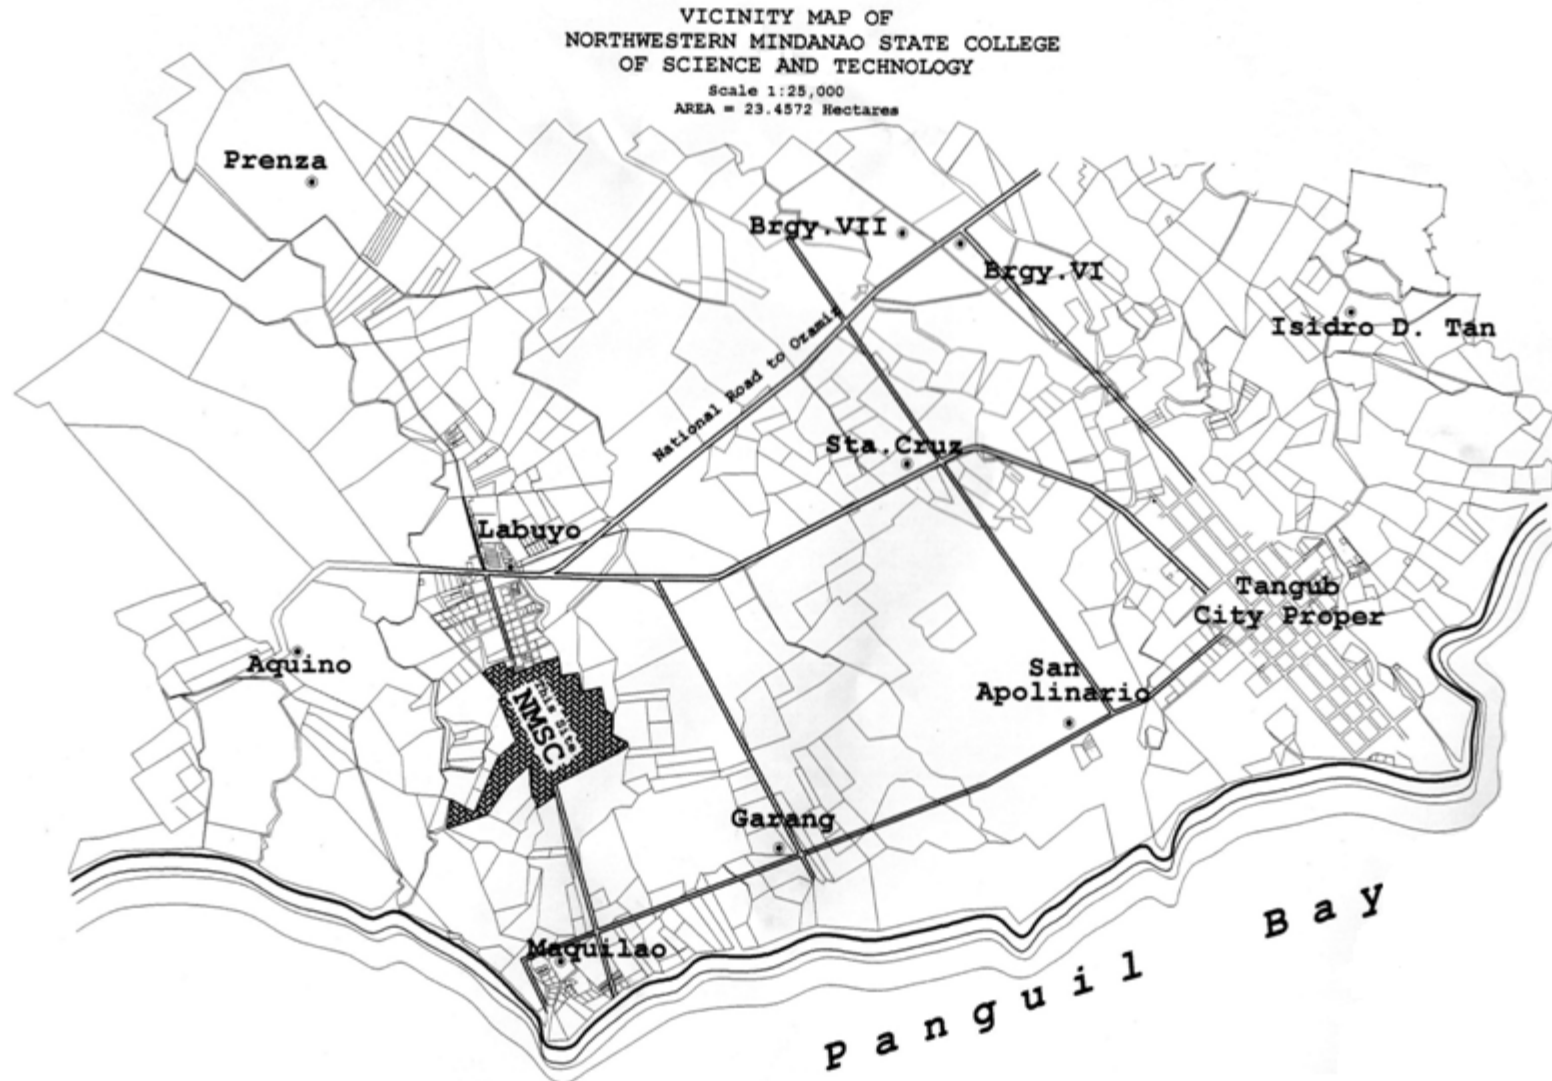 VICINITY MAP OF
NORTHWESTERN MINDANAO STATE COLLEGE
OF SCIENCE AND TECHNOLOGY
Scale 1:25,000
AREA = 23.4572 Hectares
Prenza
Brgy.VII
Brgy.VI
Isidro D. Tan
National Road to Ozamiz
Sta.Cruz
Labuyo
Tangub
City Proper
Aquino
San
Apolinario
This Site
NMSC
Garang
Maquilao
Panguil Bay